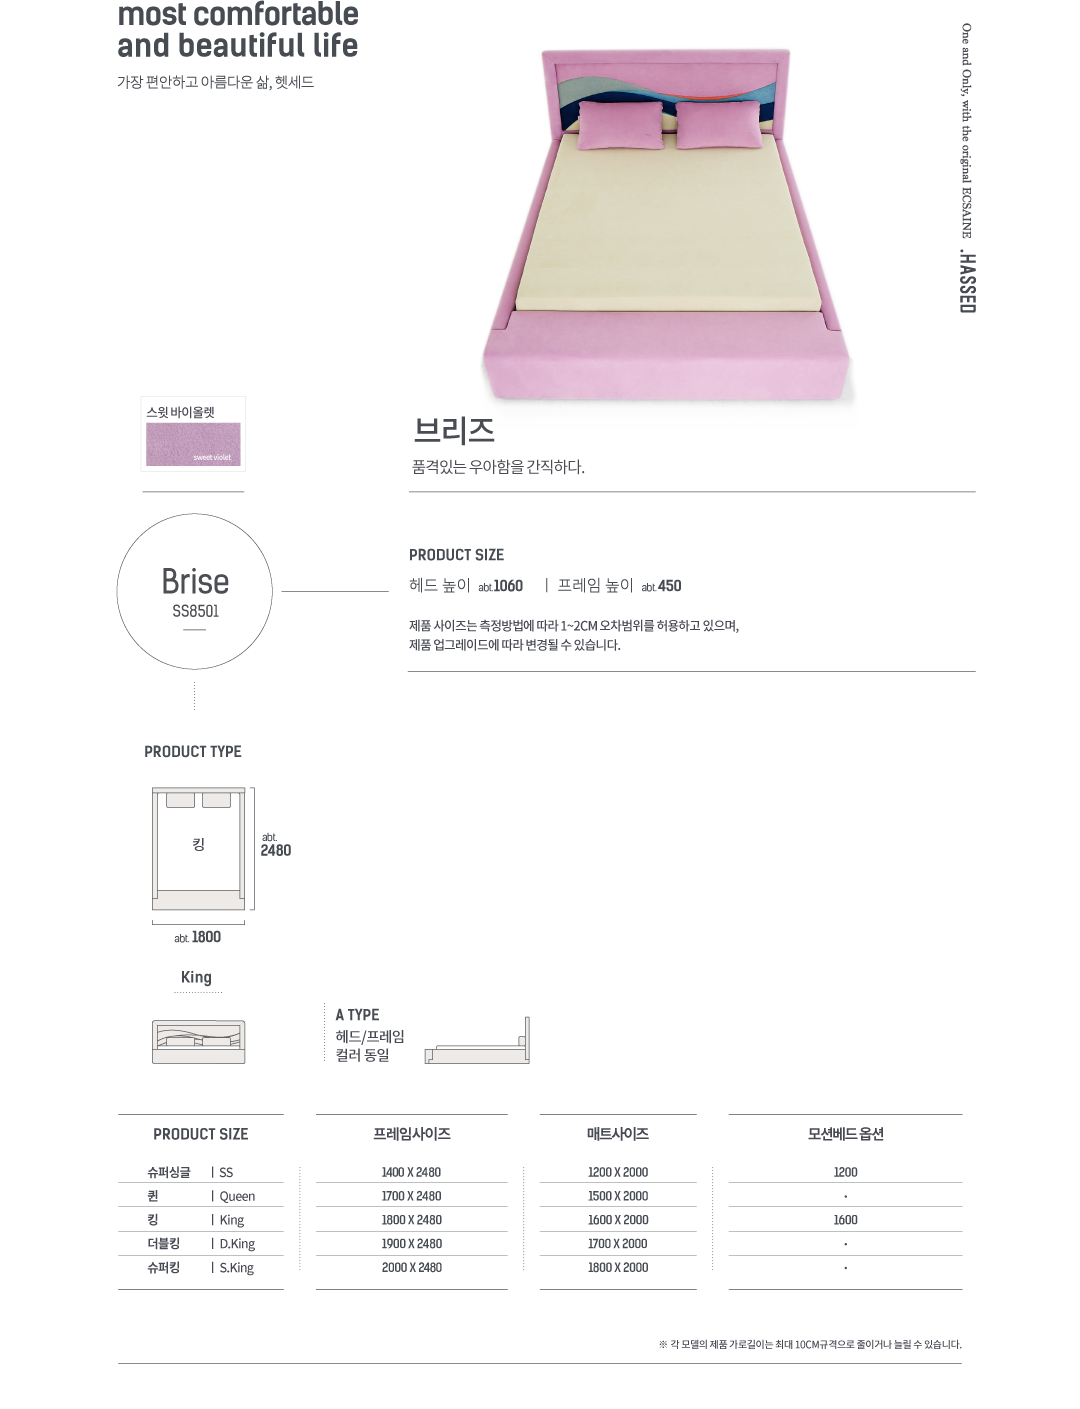 most comfortable
and beautiful life
가장 편안하고 아름다운 삶, 헷세드
One and Only, with the original ECSAINE .HASSED
스윗 바이올렛
sweet violet
브리즈
품격있는 우아함을 간직하다.
Brise
SS8501
PRODUCT SIZE
헤드 높이 abt.1060 | 프레임 높이 abt.450
제품 사이즈는 측정방법에 따라 1~2CM 오차범위를 허용하고 있으며,
제품 업그레이드에 따라 변경될 수 있습니다.
PRODUCT TYPE
킹
abt.
2480
abt. 1800
King
A TYPE
헤드/프레임
컬러 동일
PRODUCT SIZE 프레임사이즈 매트사이즈 모션베드 옵션
슈퍼싱글 | SS 1400 X 2480 1200 X 2000 1200
퀸 | Queen 1700 X 2480 1500 X 2000 -
킹 | King 1800 X 2480 1600 X 2000 1600
더블킹 | D.King 1900 X 2480 1700 X 2000 -
슈퍼킹 | S.King 2000 X 2480 1800 X 2000 -
※ 각 모델의 제품 가로길이는 최대 10CM규격으로 줄이거나 늘릴 수 있습니다.